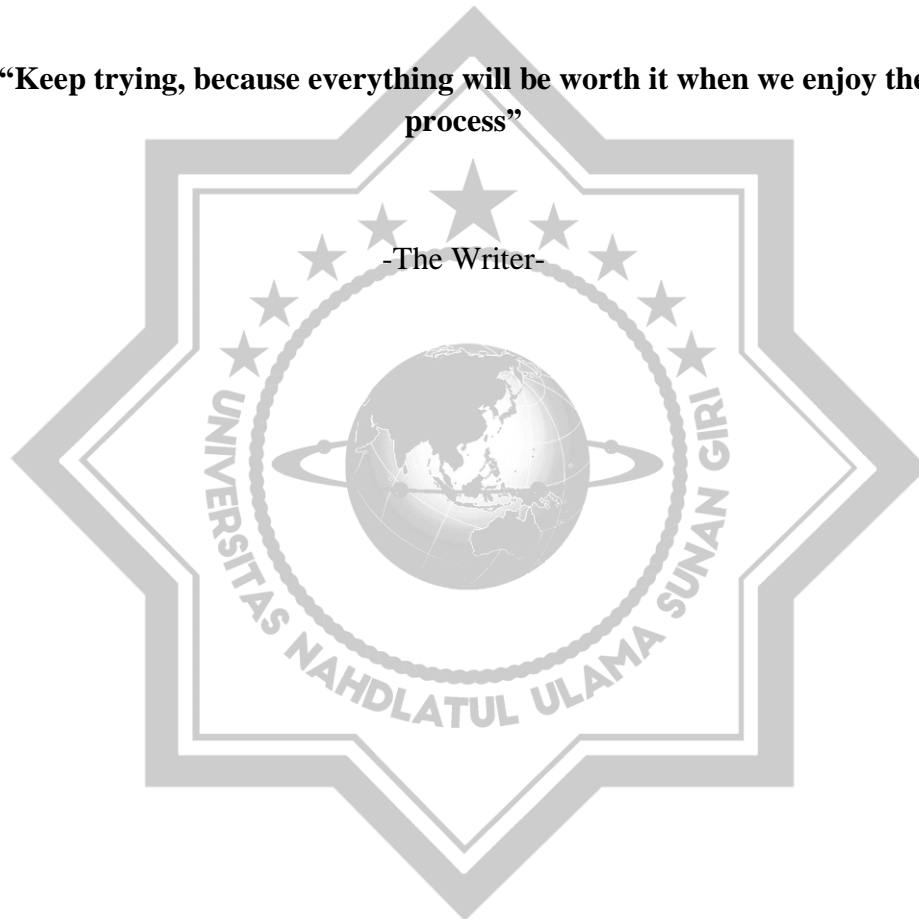 “Keep trying, because everything will be worth it when we enjoy the
process”
-The Writer-
UNIVERSITAS NAHDLATUL ULAMA SUNAN GIRI